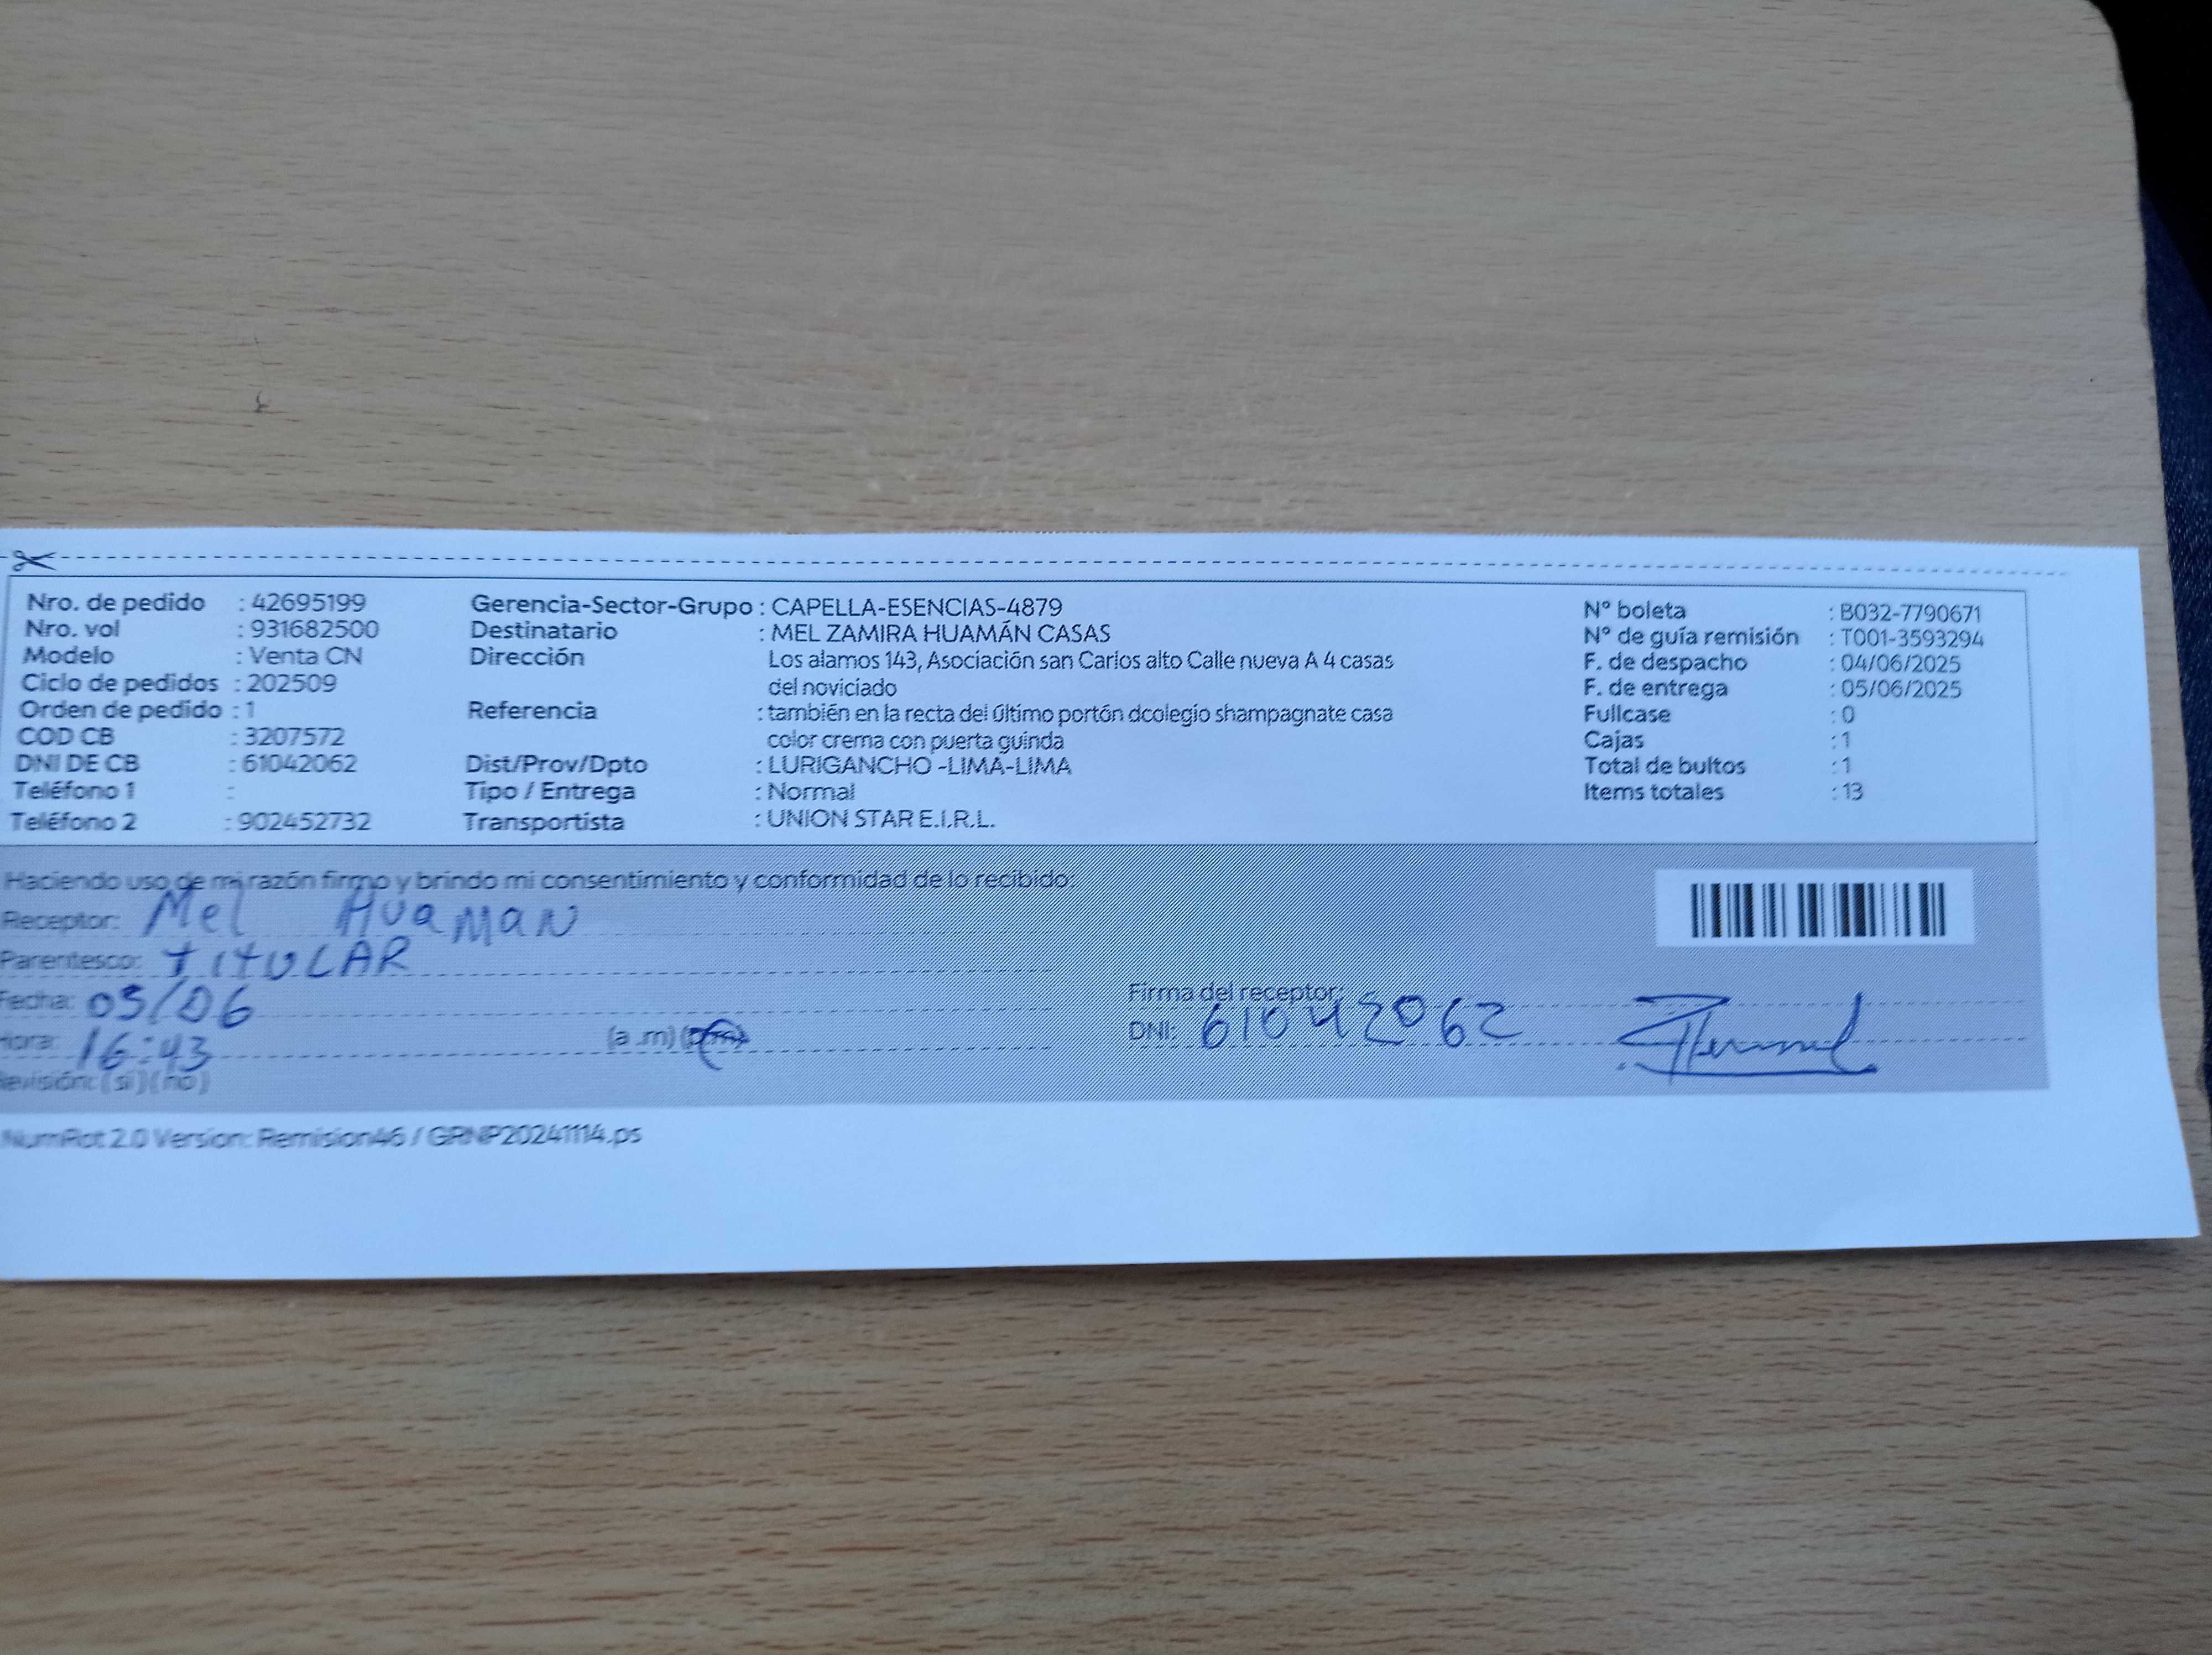 Nro. de pedido : 42695199
Nro. vol : 931682500
Modelo : Venta CN
Ciclo de pedidos : 202509
Orden de pedido : 1
COD CB : 3207572
DNI DE CB : 61042062
Teléfono 1 :
Teléfono 2 : 902452732
Gerencia-Sector-Grupo : CAPELLA-ESENCIAS-4879
Destinatario : MEL ZAMIRA HUAMÁN CASAS
Dirección Los alamos 143, Asociación san Carlos alto Calle nueva A 4 casas
del noviciado
Referencia : también en la recta del último portón dcolegio shampagnate casa
color crema con puerta guinda
Dist/Prov/Dpto : LURIGANCHO -LIMA-LIMA
Tipo / Entrega : Normal
Transportista : UNION STAR E.I.R.L.
N° boleta : B032-7790671
N° de guía remisión : T001-3593294
F. de despacho : 04/06/2025
F. de entrega : 05/06/2025
Fullcase : 0
Cajas : 1
Total de bultos : 1
Items totales : 13
Haciendo uso de mi razón firmo y brindo mi consentimiento y conformidad de lo recibido:
Receptor: Mel HuaMaN
Parentesco: TITULAR
Fecha: 05/06
Hora: 16:43 (a .m) (p.m)
Revisión: (si) (no)
Firma del receptor:
DNI: 61042062
NumRot 2.0 Version: Remision46 / GRNP20241114.ps